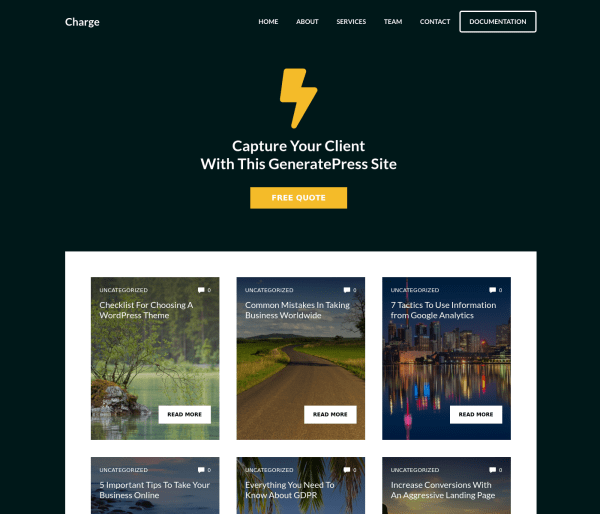 Charge
HOME ABOUT SERVICES TEAM CONTACT DOCUMENTATION
Capture Your Client
With This GeneratePress Site
FREE QUOTE
UNCATEGORIZED 0
Checklist For Choosing A
WordPress Theme
READ MORE
UNCATEGORIZED 0
Common Mistakes In Taking
Business Worldwide
READ MORE
UNCATEGORIZED 0
7 Tactics To Use Information
from Google Analytics
READ MORE
UNCATEGORIZED 0
5 Important Tips To Take Your
Business Online
UNCATEGORIZED 0
Everything You Need To
Know About GDPR
UNCATEGORIZED 0
Increase Conversions With
An Aggressive Landing Page